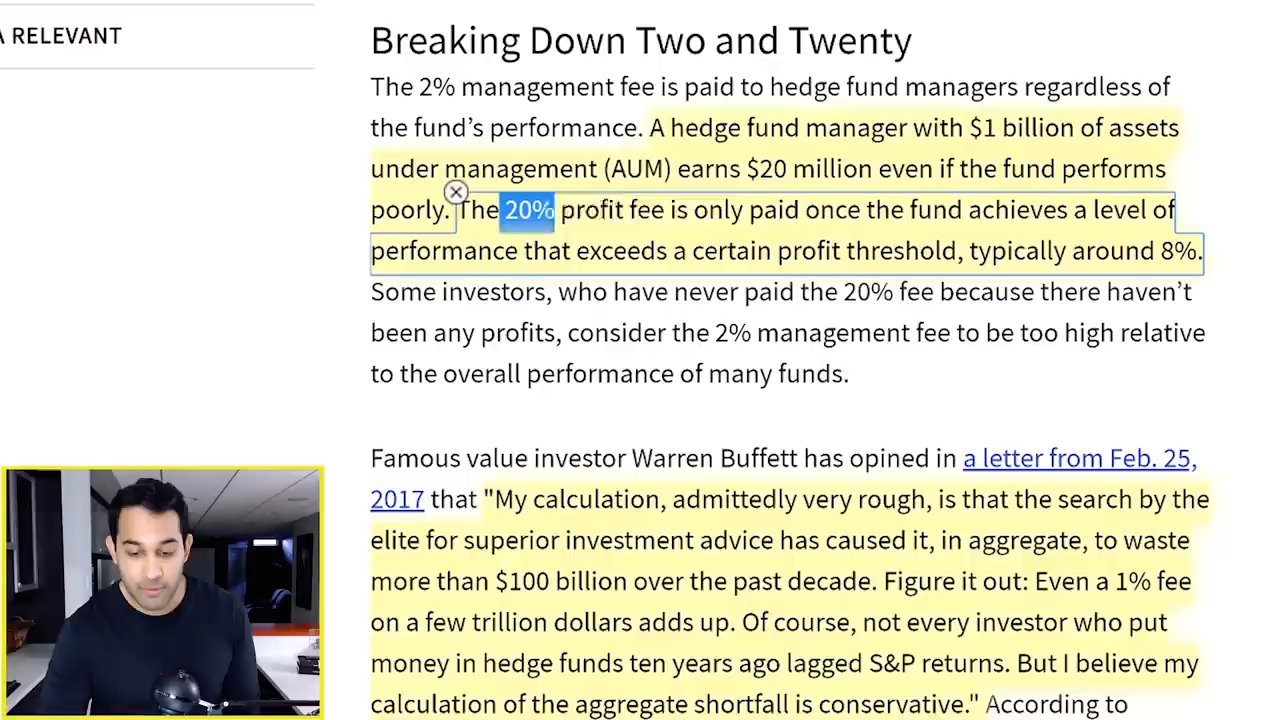 A RELEVANT
Breaking Down Two and Twenty
The 2% management fee is paid to hedge fund managers regardless of
the fund’s performance. A hedge fund manager with $1 billion of assets
under management (AUM) earns $20 million even if the fund performs
poorly. The 20% profit fee is only paid once the fund achieves a level of
performance that exceeds a certain profit threshold, typically around 8%.
Some investors, who have never paid the 20% fee because there haven’t
been any profits, consider the 2% management fee to be too high relative
to the overall performance of many funds.
Famous value investor Warren Buffett has opined in a letter from Feb. 25,
2017 that "My calculation, admittedly very rough, is that the search by the
elite for superior investment advice has caused it, in aggregate, to waste
more than $100 billion over the past decade. Figure it out: Even a 1% fee
on a few trillion dollars adds up. Of course, not every investor who put
money in hedge funds ten years ago lagged S&P returns. But I believe my
calculation of the aggregate shortfall is conservative." According to